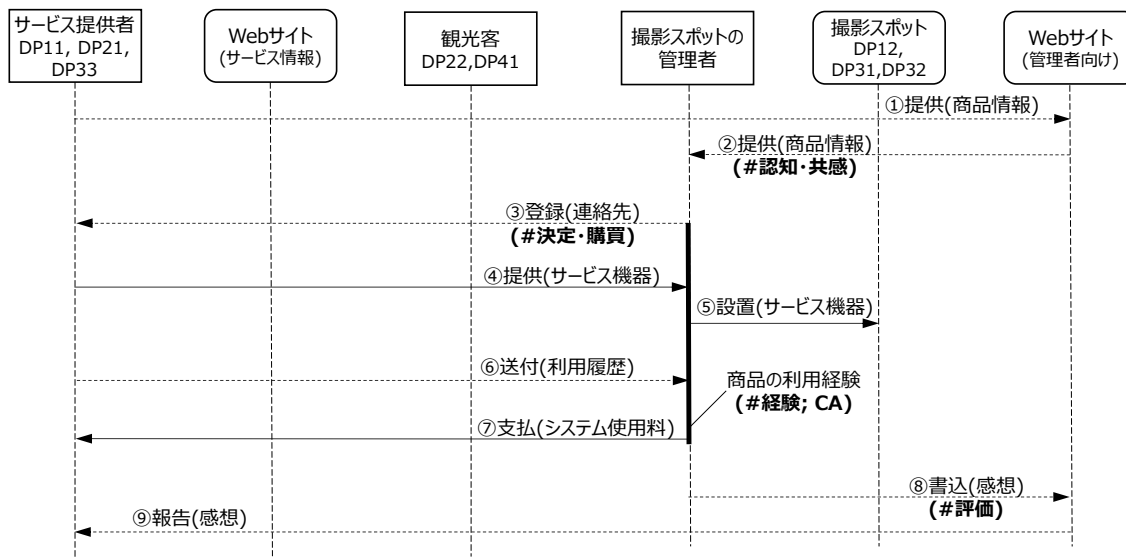 サービス提供者
DP11, DP21,
DP33
Webサイト
(サービス情報)
観光客
DP22,DP41
撮影スポットの
管理者
撮影スポット
DP12,
DP31,DP32
Webサイト
(管理者向け)
①提供(商品情報)
②提供(商品情報)
(#認知・共感)
③登録(連絡先)
(#決定・購買)
④提供(サービス機器)
⑤設置(サービス機器)
⑥送付(利用履歴)
商品の利用経験
(#経験; CA)
⑦支払(システム使用料)
⑧書込(感想)
(#評価)
⑨報告(感想)